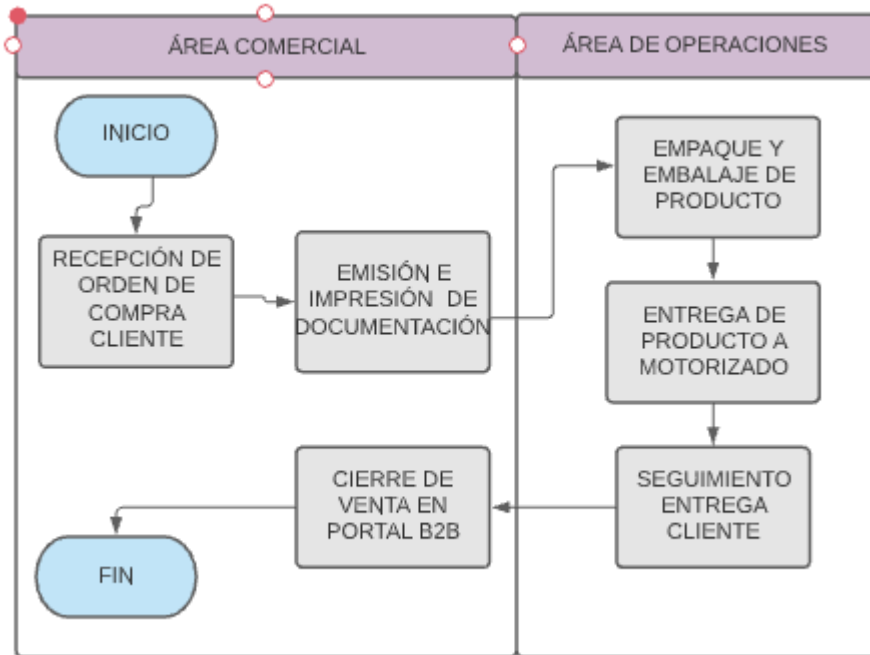 ÁREA COMERCIAL
ÁREA DE OPERACIONES
INICIO
RECEPCIÓN DE
ORDEN DE
COMPRA
CLIENTE
EMISIÓN E
IMPRESIÓN DE
DOCUMENTACIÓN
EMPAQUE Y
EMBALAJE DE
PRODUCTO
ENTREGA DE
PRODUCTO A
MOTORIZADO
SEGUIMIENTO
ENTREGA
CLIENTE
CIERRE DE
VENTA EN
PORTAL B2B
FIN